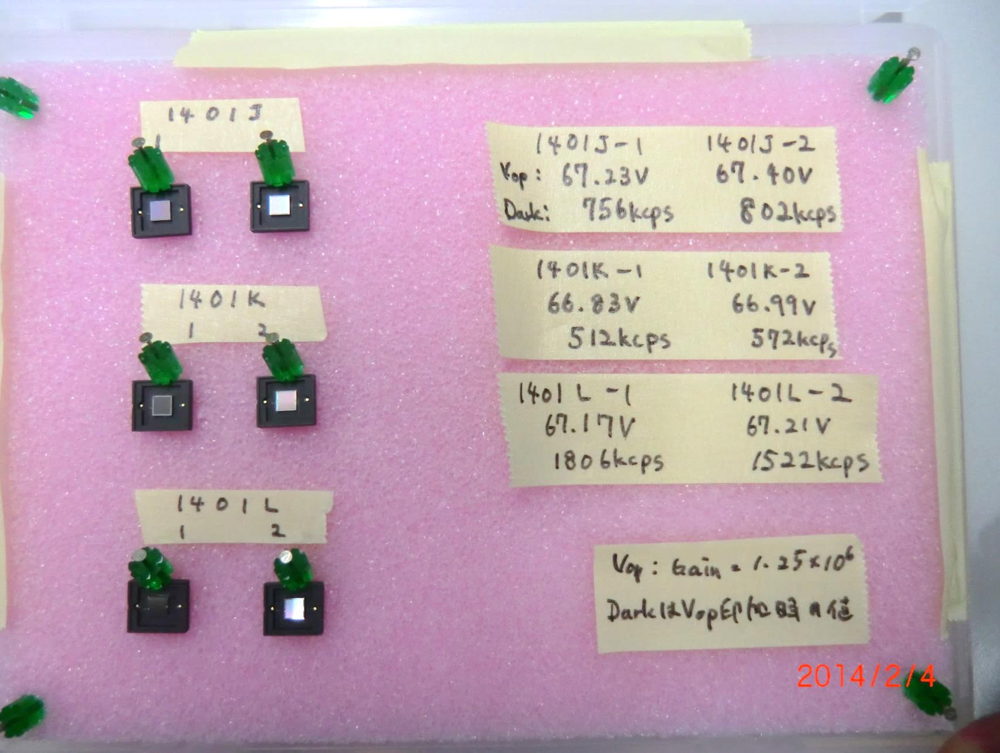 1401J
1
1401J-1 1401J-2
Vop: 67.23V 67.40V
Dark: 756kcps 802kcps
1401K
1 2
1401K-1 1401K-2
66.83V 66.99V
512kcps 572kcps
1401L-1 1401L-2
67.17V 67.21V
1806kcps 1522kcps
1401L
1 2
Vop: Gain = 1.25×10⁶
DarkはVop印加時の値
2014/2/4